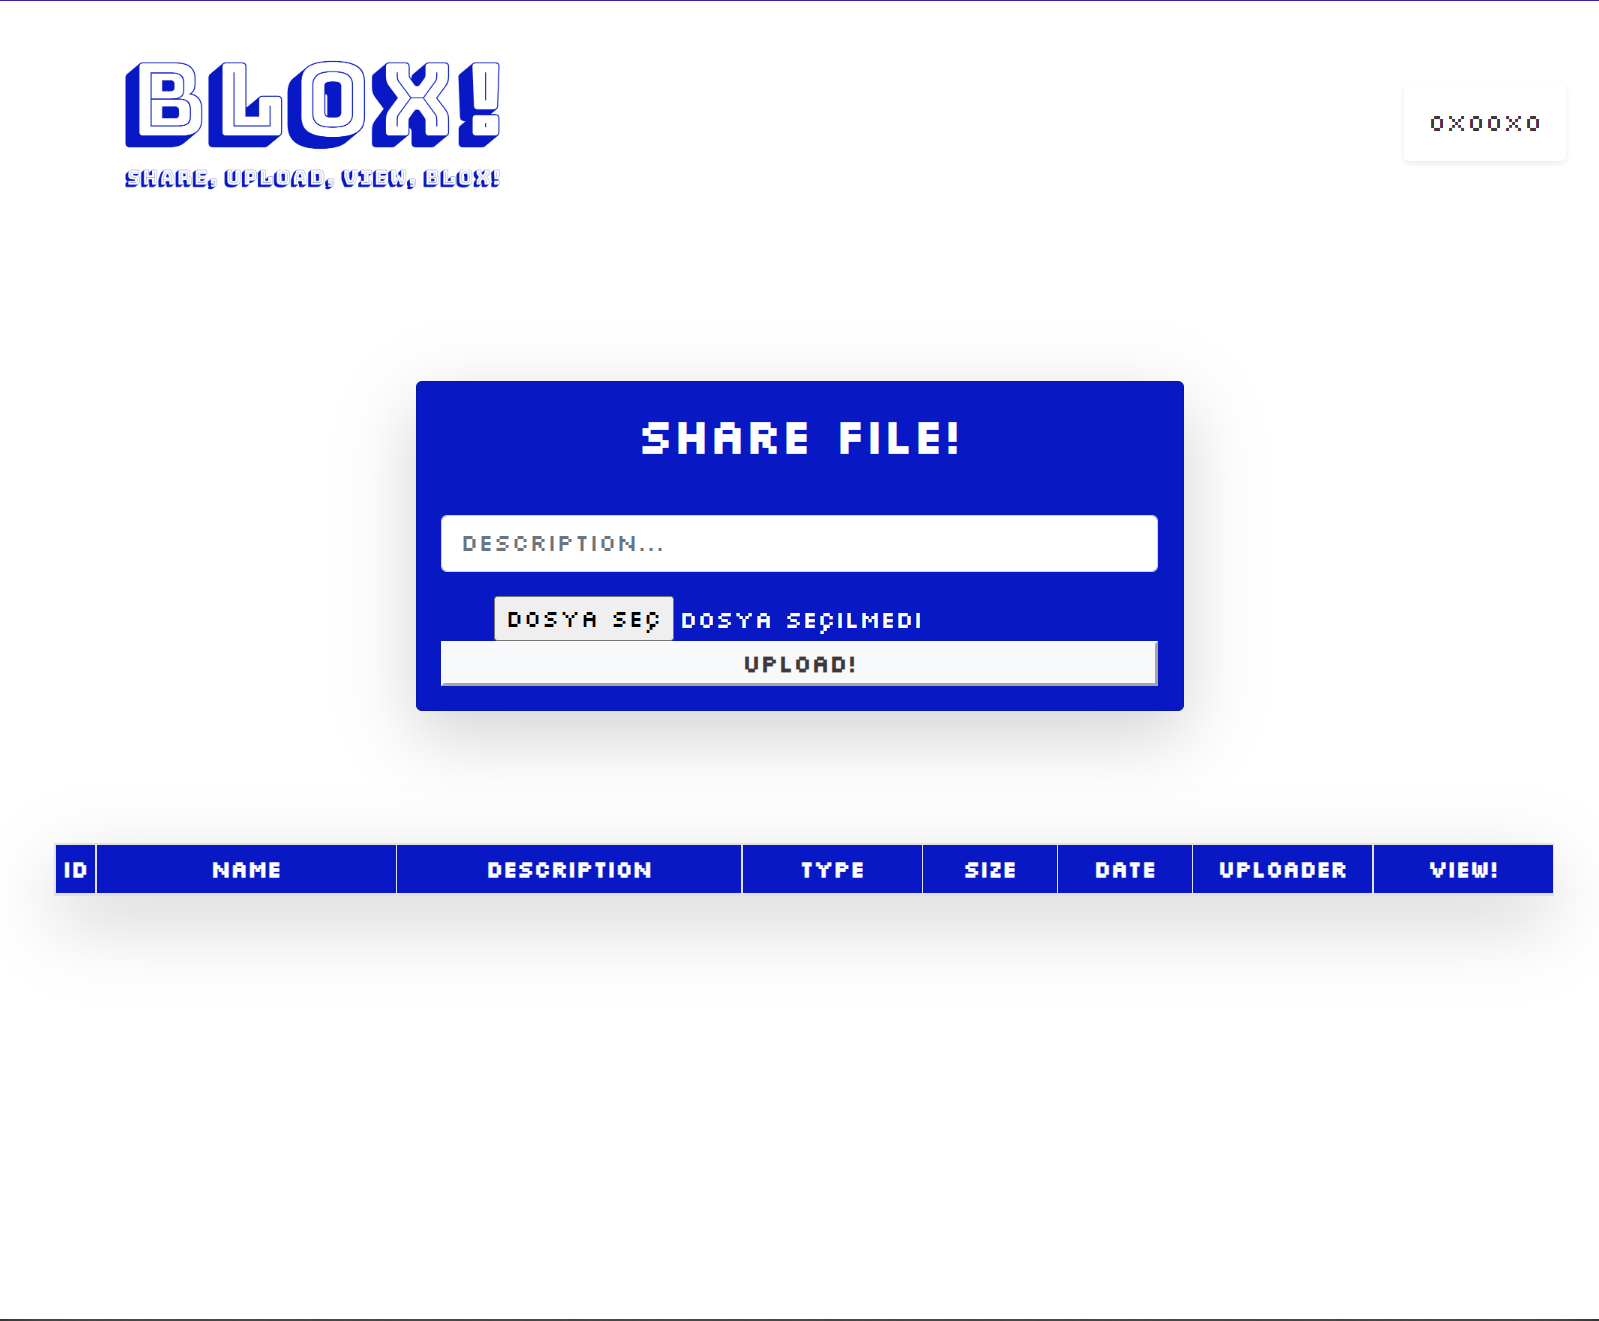 BLOX!
SHARE, UPLOAD, VIEW, BLOX!
0X00X0
SHARE FILE!
DESCRIPTION...
DOSYA SEÇ DOSYA SEÇILMEDI
UPLOAD!
ID NAME DESCRIPTION TYPE SIZE DATE UPLOADER VIEW!